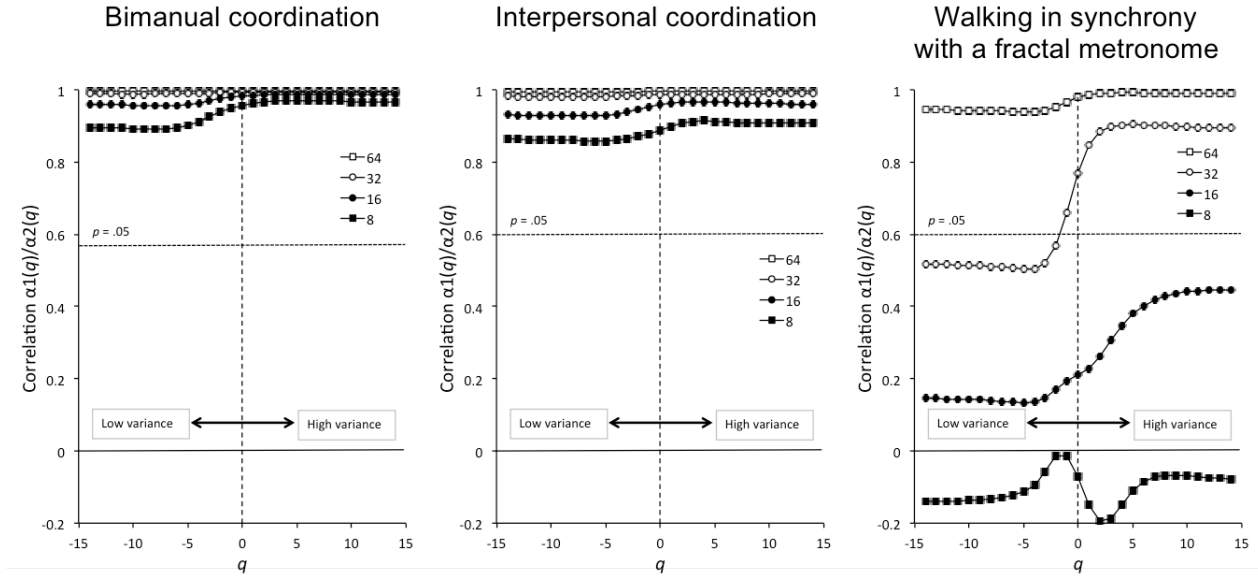 Bimanual coordination
Correlation α1(q)/α2(q)
1
0.8
0.6
0.4
0.2
0
-0.2
64
32
16
8
p = .05
Low variance
High variance
-15
-10
-5
0
5
10
15
q
Interpersonal coordination
Correlation α1(q)/α2(q)
1
0.8
0.6
0.4
0.2
0
-0.2
p = .05
64
32
16
8
Low variance
High variance
-15
-10
-5
0
5
10
15
q
Walking in synchrony
with a fractal metronome
Correlation α1(q)/α2(q)
1
0.8
0.6
0.4
0.2
0
-0.2
64
32
16
8
p = .05
Low variance
High variance
-15
-10
-5
0
5
10
15
q